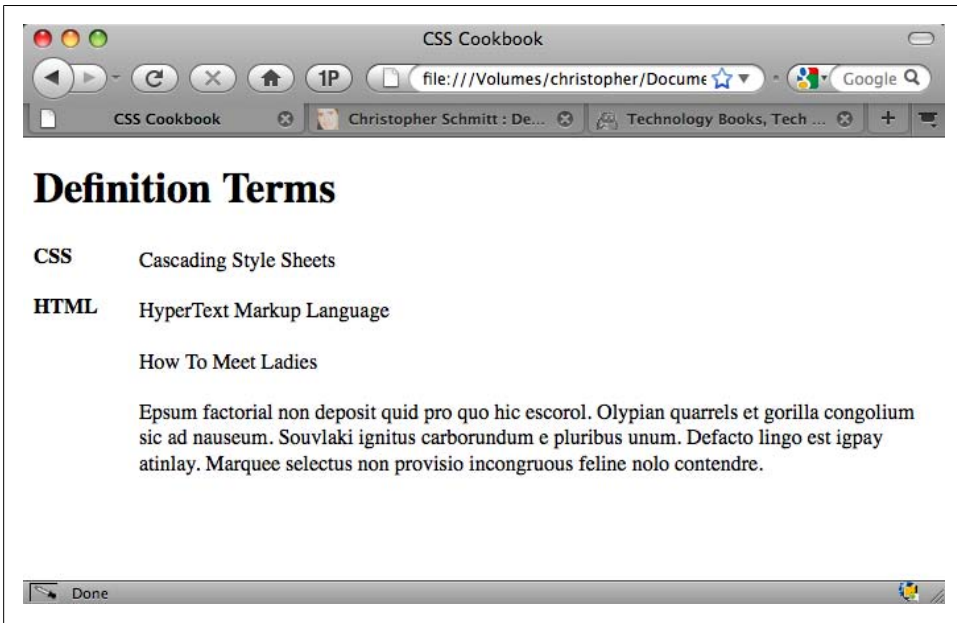 CSS Cookbook
1P
file:///Volumes/christopher/Docume
Google
CSS Cookbook
Christopher Schmitt : De...
Technology Books, Tech ...
Definition Terms
CSS
Cascading Style Sheets
HTML
HyperText Markup Language
How To Meet Ladies
Epsum factorial non deposit quid pro quo hic escorol. Olypian quarrels et gorilla congolium
sic ad nauseum. Souvlaki ignitus carborundum e pluribus unum. Defacto lingo est igpay
atinlay. Marquee selectus non provisio incongruous feline nolo contendre.
Done